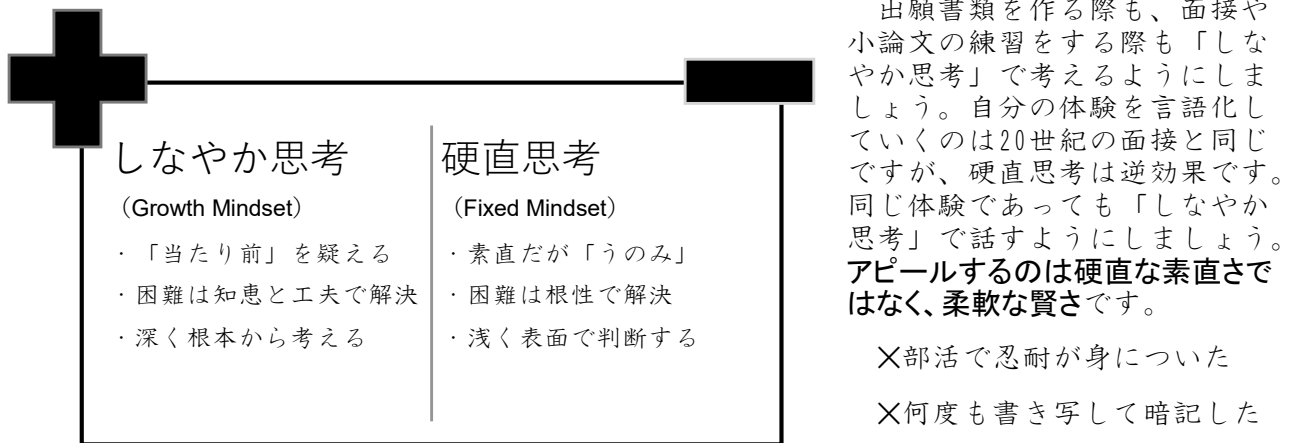 しなやか思考
（Growth Mindset）
・「当たり前」を疑える
・困難は知恵と工夫で解決
・深く根本から考える
硬直思考
（Fixed Mindset）
・素直だが「うのみ」
・困難は根性で解決
・浅く表面で判断する
出願書類を作る際も、面接や
小論文の練習をする際も「しな
やか思考」で考えるようにしま
しょう。自分の体験を言語化し
ていくのは20世紀の面接と同じ
ですが、硬直思考は逆効果です。
同じ体験であっても「しなやか
思考」で話すようにしましょう。
アピールするのは硬直な素直さで
はなく、柔軟な賢さです。
✕部活で忍耐が身についた
✕何度も書き写して暗記した